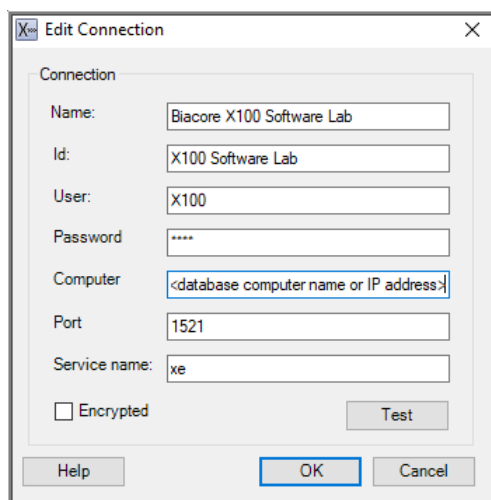 X Edit Connection
Connection
Name: Biacore X100 Software Lab
Id: X100 Software Lab
User: X100
Password ****
Computer <database computer name or IP address>
Port 1521
Service name: xe
Encrypted Test
Help OK Cancel